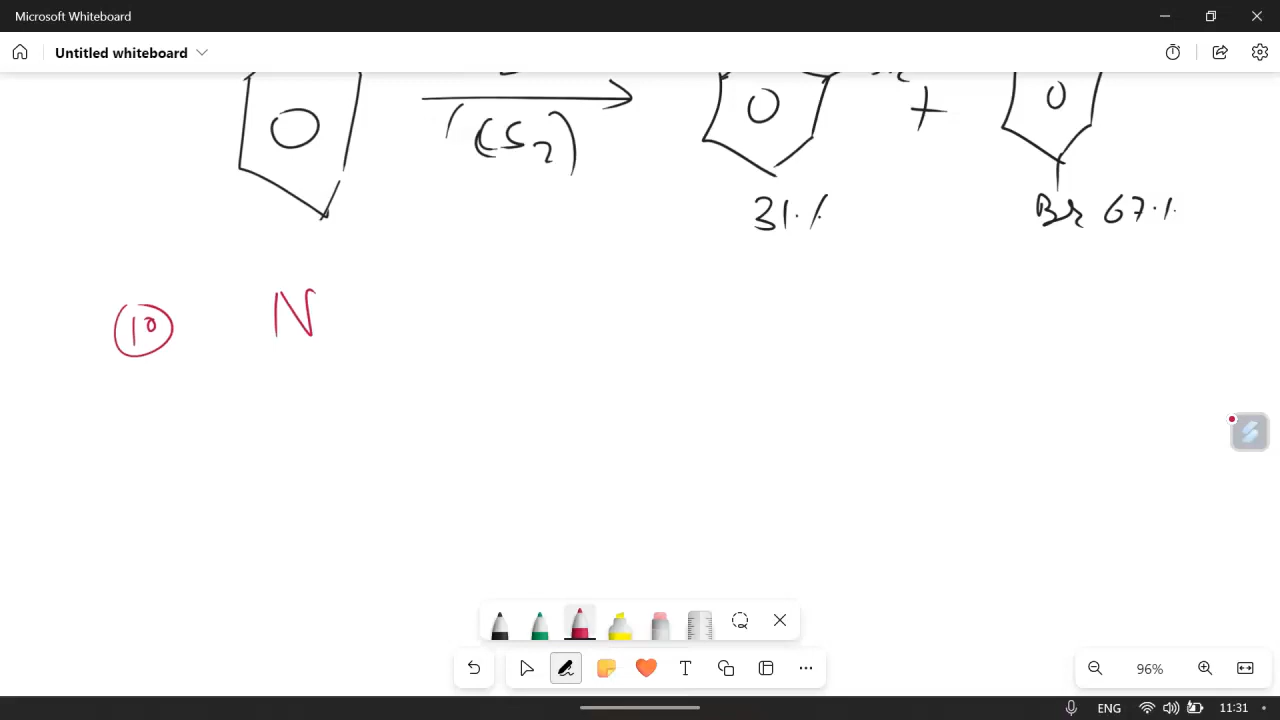 Microsoft Whiteboard
Untitled whiteboard
O O + O
(CS2)
31.% Br 67.%
10 N
T
96%
ENG 11:31